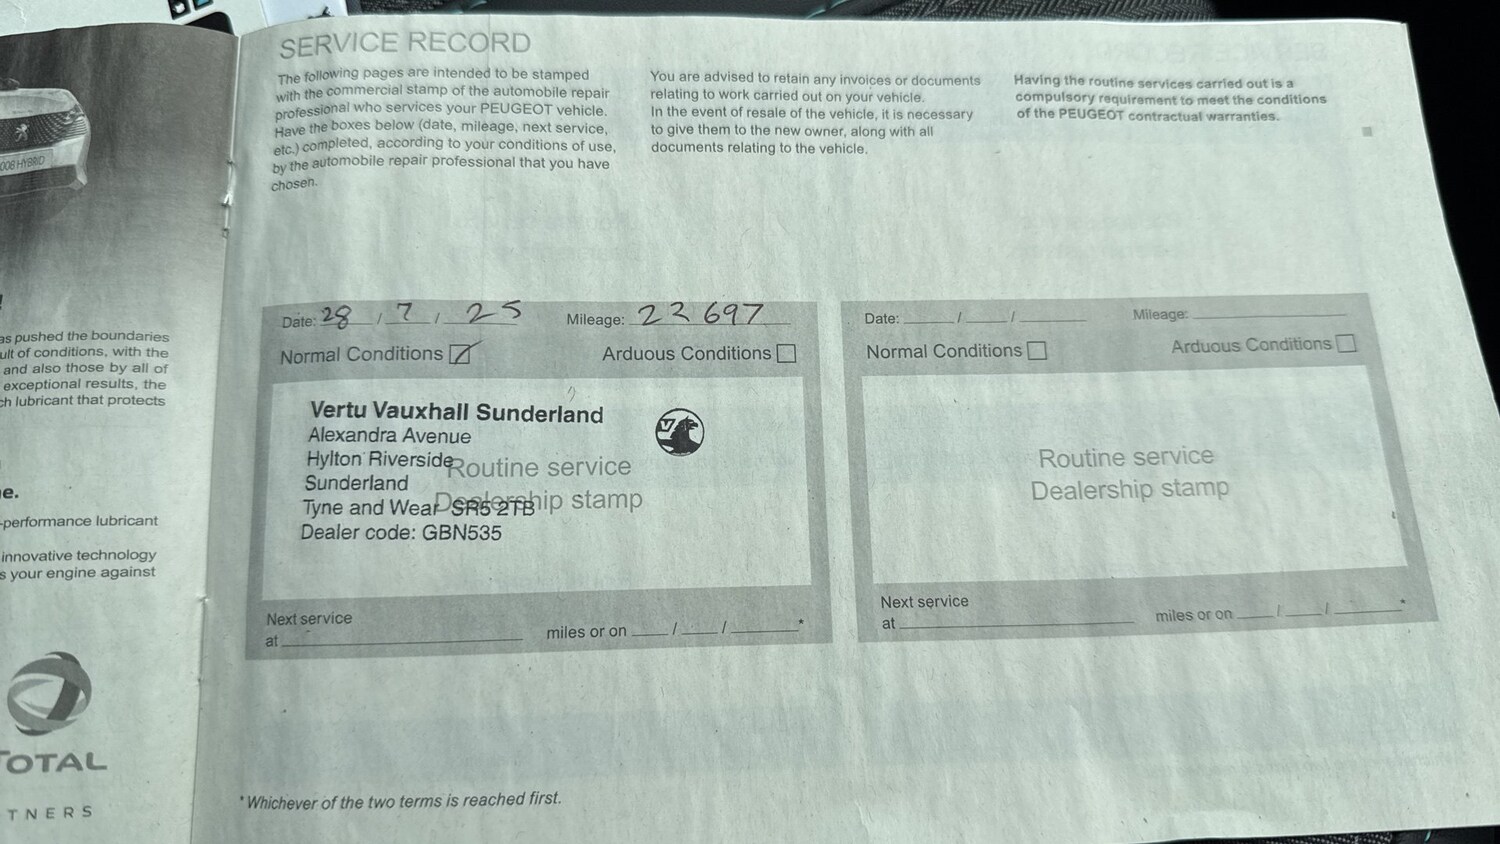 008 HYBRID
as pushed the boundaries
ult of conditions, with the
and also those by all of
exceptional results, the
ch lubricant that protects
e.
-performance lubricant
innovative technology
s your engine against
TOTAL
TNERS
SERVICE RECORD
The following pages are intended to be stamped
with the commercial stamp of the automobile repair
professional who services your PEUGEOT vehicle.
Have the boxes below (date, mileage, next service,
etc.) completed, according to your conditions of use,
by the automobile repair professional that you have
chosen.
You are advised to retain any invoices or documents
relating to work carried out on your vehicle.
In the event of resale of the vehicle, it is necessary
to give them to the new owner, along with all
documents relating to the vehicle.
Having the routine services carried out is a
compulsory requirement to meet the conditions
of the PEUGEOT contractual warranties.
Date: 28 / 7 / 25 Mileage: 22697
Normal Conditions Arduous Conditions
Vertu Vauxhall Sunderland
Alexandra Avenue
Hylton Riverside
Sunderland
Tyne and Wear SR5 2TB
Dealer code: GBN535
Routine service
Dealership stamp
Next service
at miles or on / / *
Date: / / Mileage:
Normal Conditions Arduous Conditions
Routine service
Dealership stamp
Next service
at miles or on / / *
* Whichever of the two terms is reached first.